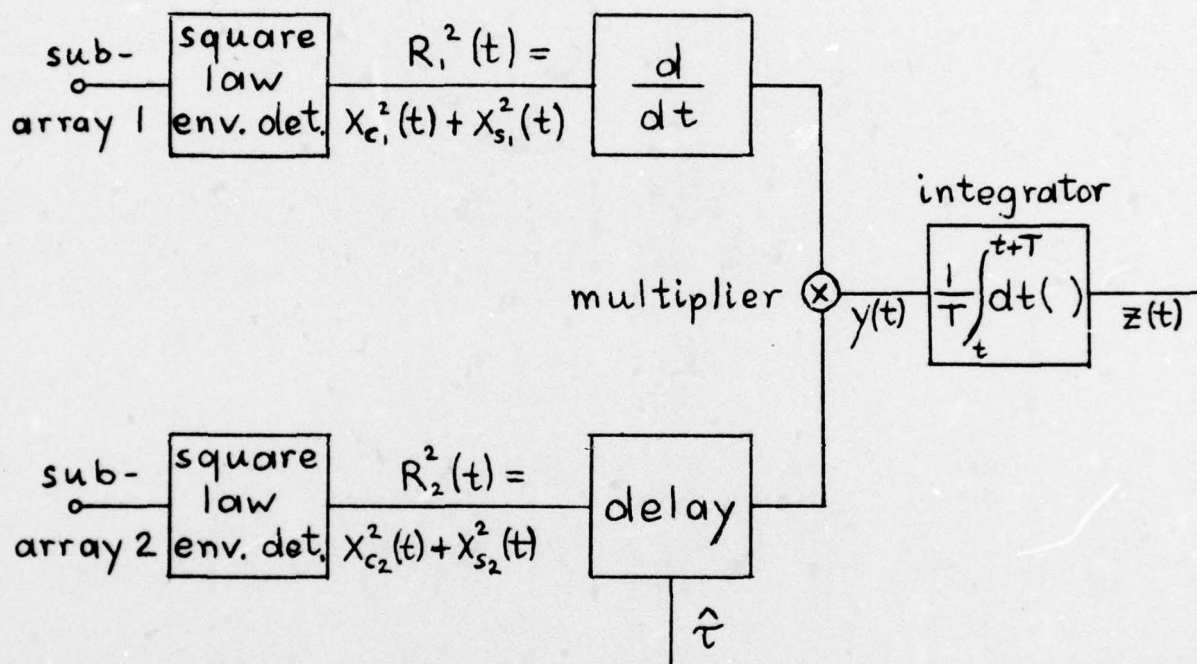 sub-
array 1
square
law
env. det.
R₁²(t) =
X_c₁²(t) + X_s₁²(t)
d
dt
multiplier
×
y(t)
integrator
1/T ∫ₜᵗ⁺ᵀ dt( )
z(t)
sub-
array 2
square
law
env. det.
R₂²(t) =
X_c₂²(t) + X_s₂²(t)
delay
τ̂